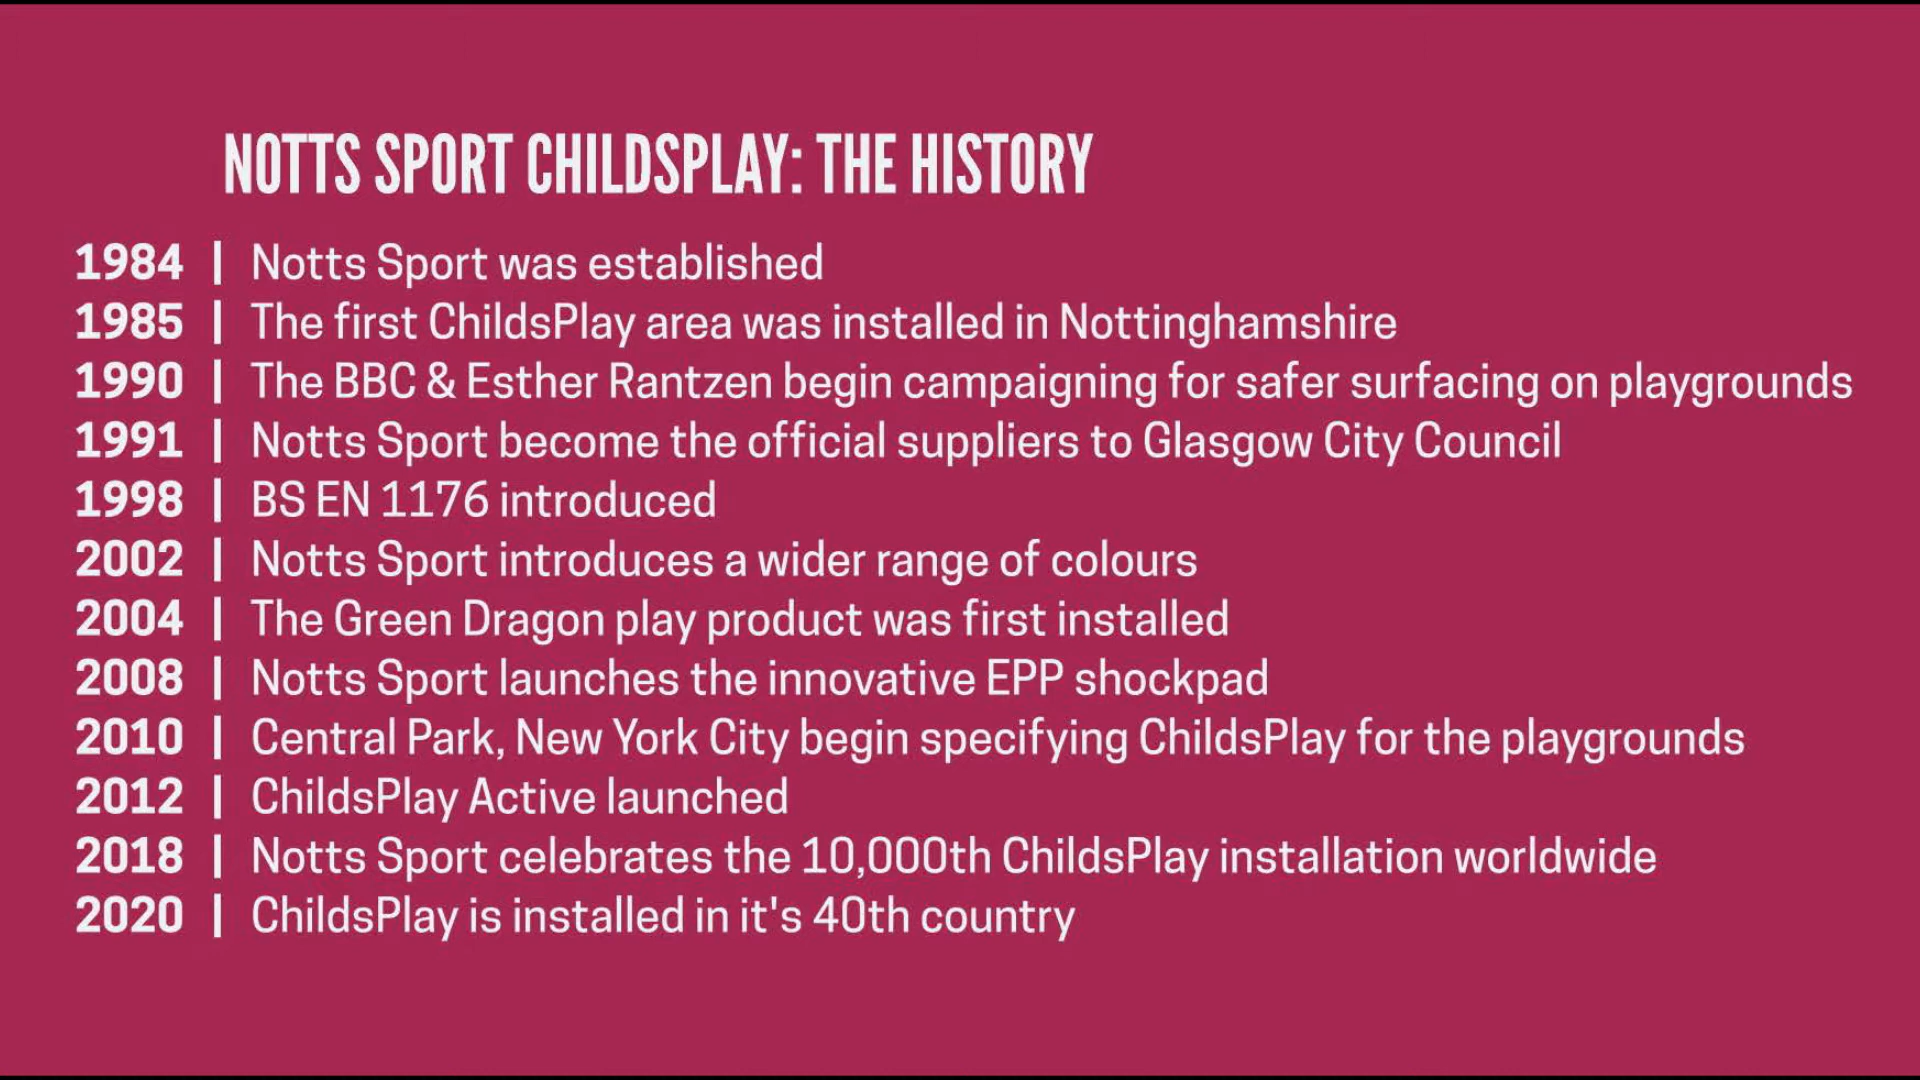 NOTTS SPORT CHILDSPLAY: THE HISTORY
1984 | Notts Sport was established
1985 | The first ChildsPlay area was installed in Nottinghamshire
1990 | The BBC & Esther Rantzen begin campaigning for safer surfacing on playgrounds
1991 | Notts Sport become the official suppliers to Glasgow City Council
1998 | BS EN 1176 introduced
2002 | Notts Sport introduces a wider range of colours
2004 | The Green Dragon play product was first installed
2008 | Notts Sport launches the innovative EPP shockpad
2010 | Central Park, New York City begin specifying ChildsPlay for the playgrounds
2012 | ChildsPlay Active launched
2018 | Notts Sport celebrates the 10,000th ChildsPlay installation worldwide
2020 | ChildsPlay is installed in it's 40th country